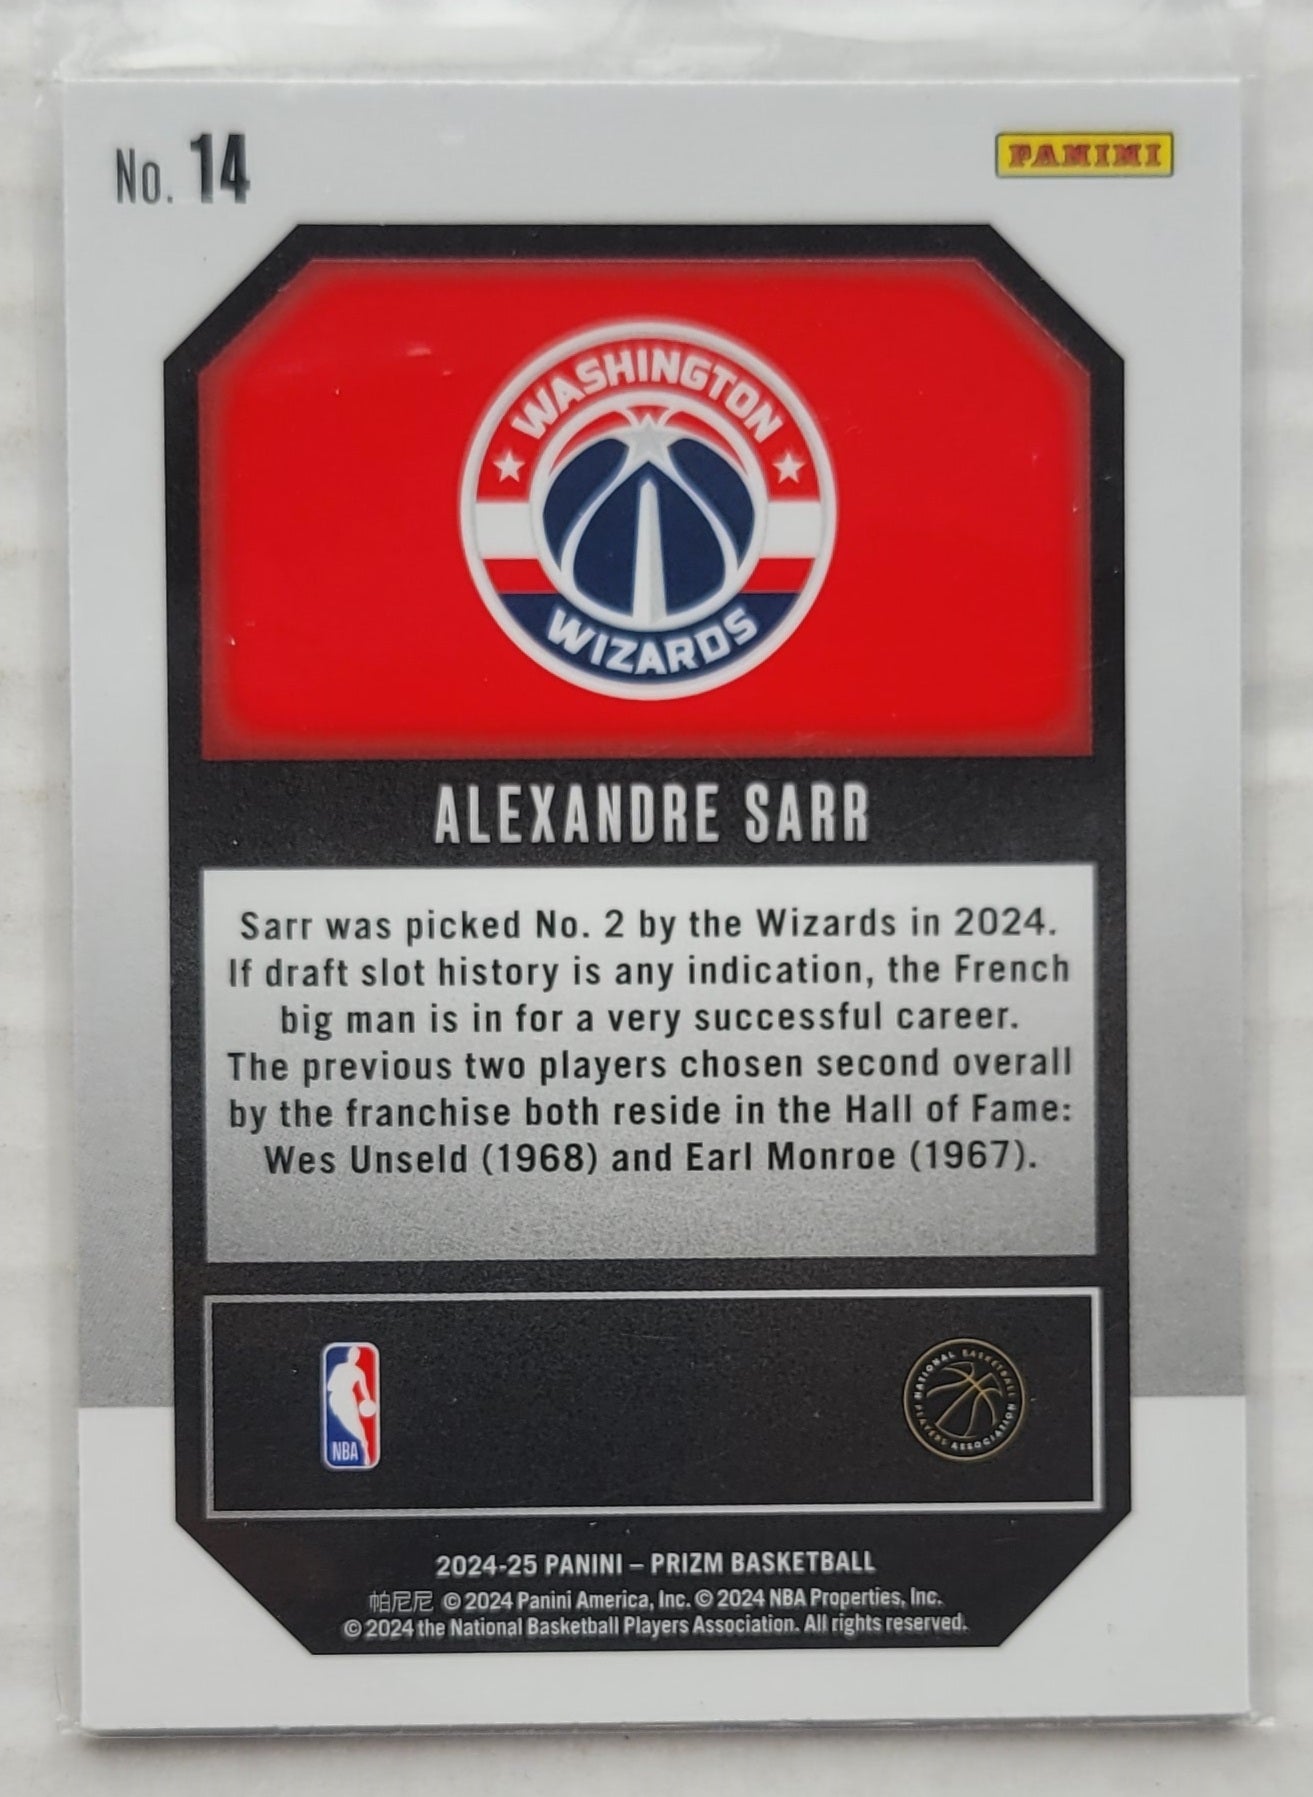 No. 14
PANINI
WASHINGTON
WIZARDS
ALEXANDRE SARR
Sarr was picked No. 2 by the Wizards in 2024.
If draft slot history is any indication, the French
big man is in for a very successful career.
The previous two players chosen second overall
by the franchise both reside in the Hall of Fame:
Wes Unseld (1968) and Earl Monroe (1967).
NBA
NATIONAL BASKETBALL
PLAYERS ASSOCIATION
2024-25 PANINI – PRIZM BASKETBALL
帕尼尼 © 2024 Panini America, Inc. © 2024 NBA Properties, Inc.
© 2024 the National Basketball Players Association. All rights reserved.